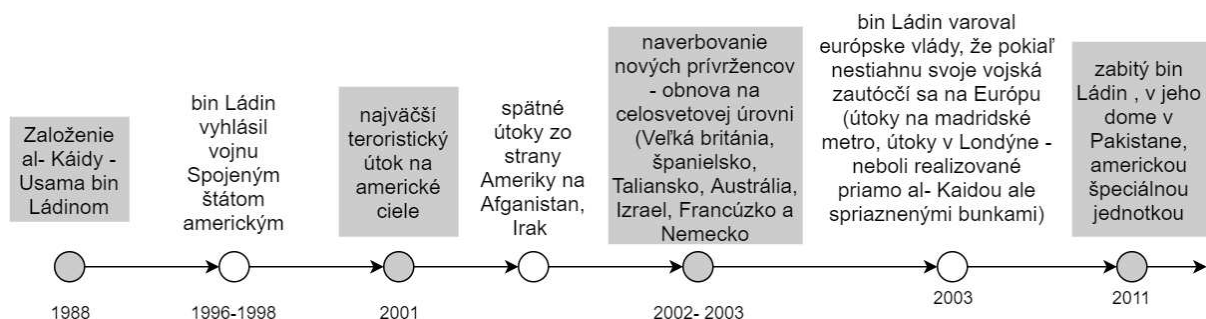 Založenie
al- Káidy -
Usama bin
Ládinom
1988
bin Ládin
vyhlásil
vojnu
Spojeným
štátom
americkým
1996-1998
najväčší
teroristický
útok na
americké
ciele
2001
spätné
útoky zo
strany
Ameriky na
Afganistan,
Irak
naverbovanie
nových prívržencov
- obnova na
celosvetovej úrovni
(Veľká británia,
španielsko,
Taliansko, Austrália,
Izrael, Francúzko a
Nemecko
2002- 2003
bin Ládin varoval
európske vlády, že pokiaľ
nestiahnu svoje vojská
zautóččí sa na Európu
(útoky na madridské
metro, útoky v Londýne -
neboli realizované
priamo al- Kaidou ale
spriaznenými bunkami)
2003
zabitý bin
Ládin , v jeho
dome v
Pakistane,
americkou
špeciálnou
jednotkou
2011